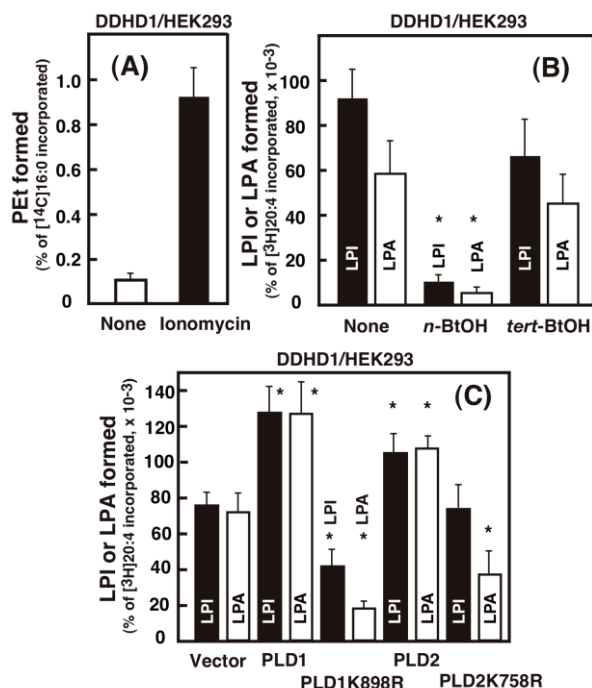 DDHD1/HEK293
(A)
PEt formed
(% of [14C]16:0 incorporated)
1.0
0.8
0.6
0.4
0.2
0
None Ionomycin
DDHD1/HEK293
(B)
LPI or LPA formed
(% of [3H]20:4 incorporated, x 10-3)
100
80
60
40
20
0
LPI
LPA
* *
LPI
LPA
LPI
LPA
None n-BtOH tert-BtOH
DDHD1/HEK293
(C)
LPI or LPA formed
(% of [3H]20:4 incorporated, x 10-3)
140
120
100
80
60
40
20
0
LPI
LPA
* *
LPI
LPA
LPI
LPA
* *
* *
LPI
LPA
*
LPI
LPA
Vector PLD1 PLD2
PLD1K898R PLD2K758R